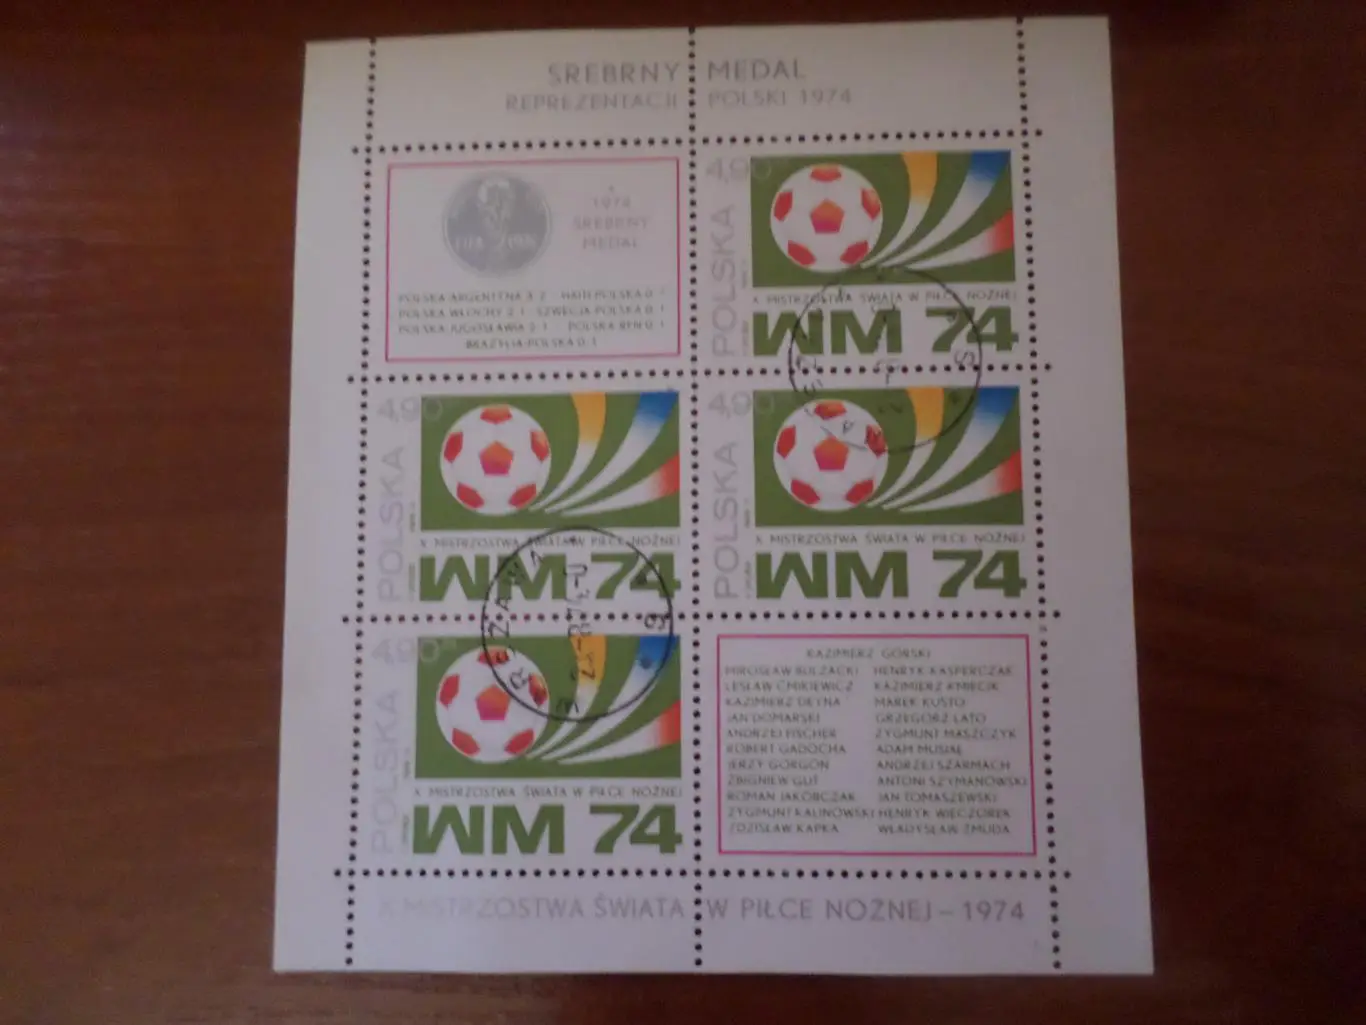 SREBRNY MEDAL
REPREZENTACJI POLSKI 1974
FIFA 1974
1974
SREBRNY
MEDAL
POLSKA-ARGENTYNA 3:2 - HAITI-POLSKA 0:7
POLSKA-WŁOCHY 2:1 SZWECJA-POLSKA 0:1
POLSKA-JUGOSŁAWIA 2:1 POLSKA-RFN 0:1
BRAZYLIA-POLSKA 0:1
4,90
POLSKA
X MISTRZOSTWA ŚWIATA W PIŁCE NOŻNEJ
WM 74
4,90
POLSKA
X MISTRZOSTWA ŚWIATA W PIŁCE NOŻNEJ
WM 74
4,90
POLSKA
X MISTRZOSTWA ŚWIATA W PIŁCE NOŻNEJ
WM 74
WARSZAWA
4,90
POLSKA
X MISTRZOSTWA ŚWIATA W PIŁCE NOŻNEJ
WM 74
KAZIMIERZ GÓRSKI
MIROSŁAW BULZACKI HENRYK KASPERCZAK
LESŁAW ĆMIKIEWICZ KAZIMIERZ KMIECIK
KAZIMIERZ DEYNA MAREK KUSTO
JAN DOMARSKI GRZEGORZ LATO
ANDRZEJ FISCHER ZYGMUNT MASZCZYK
ROBERT GADOCHA ADAM MUSIAŁ
JERZY GORGOŃ ANDRZEJ SZARMACH
ZBIGNIEW GUT ANTONI SZYMANOWSKI
ROMAN JAKÓBCZAK JAN TOMASZEWSKI
ZYGMUNT KALINOWSKI HENRYK WIECZOREK
ZDZISŁAW KAPKA WŁADYSŁAW ŻMUDA
X MISTRZOSTWA ŚWIATA W PIŁCE NOŻNEJ - 1974